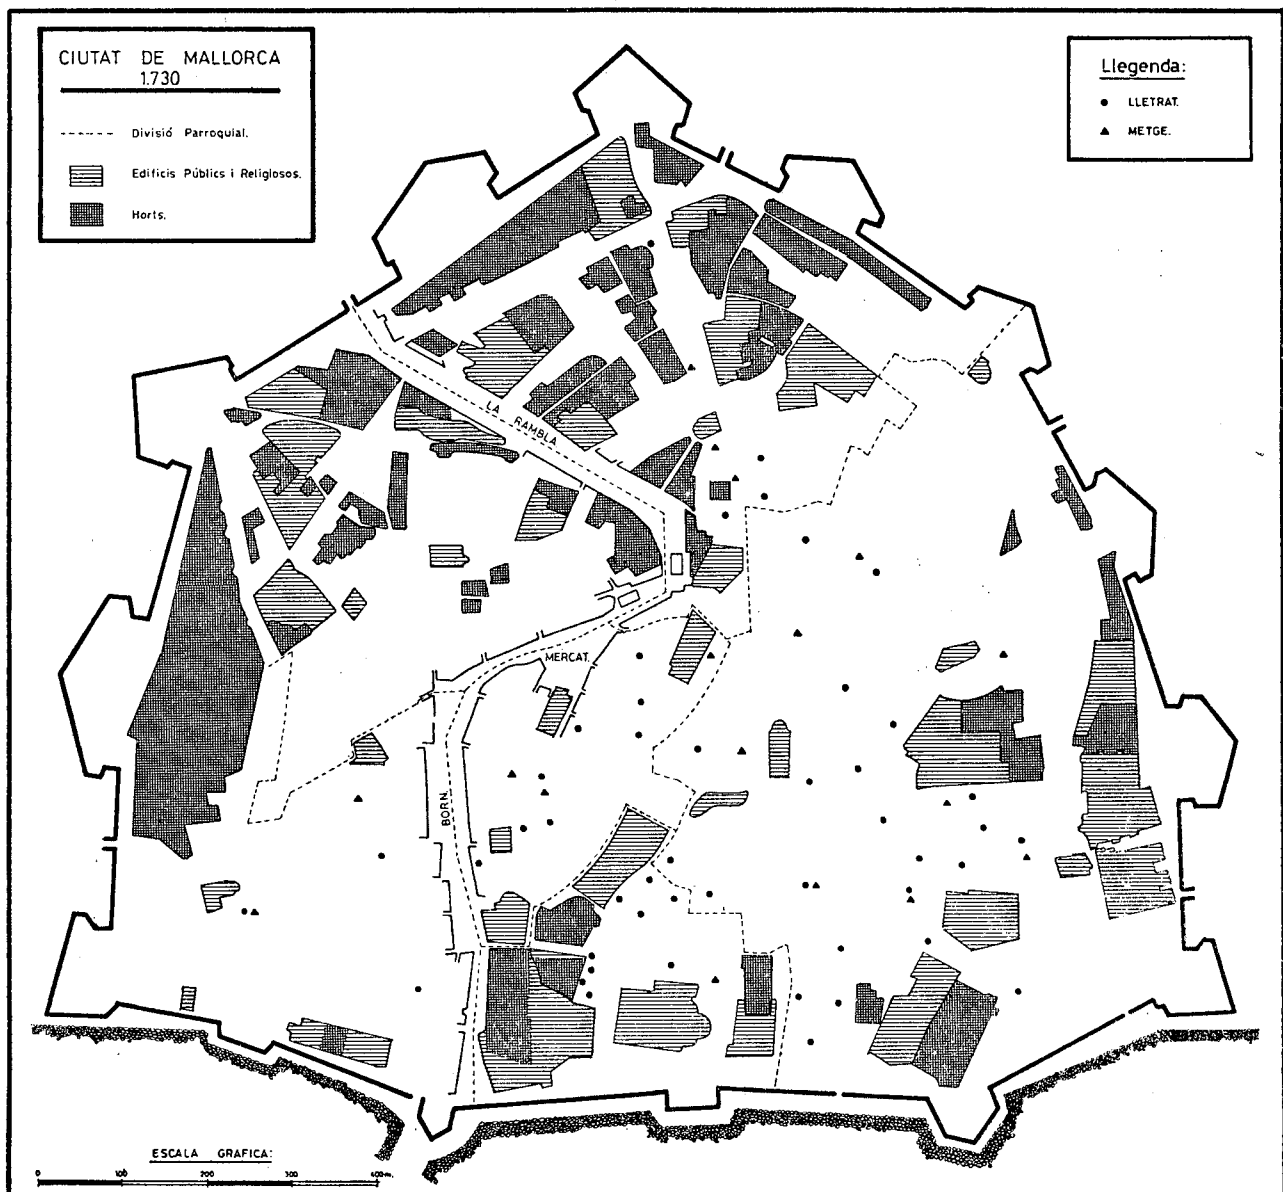 CIUTAT DE MALLORCA
1.730
Divisió Parroquial.
Edificis Públics i Religlosos.
Horts.
Llegenda:
LLETRAT.
METGE.
LA RAMBLA
MERCAT.
BORN.
ESCALA GRAFICA:
0 100 200 300 400 m.